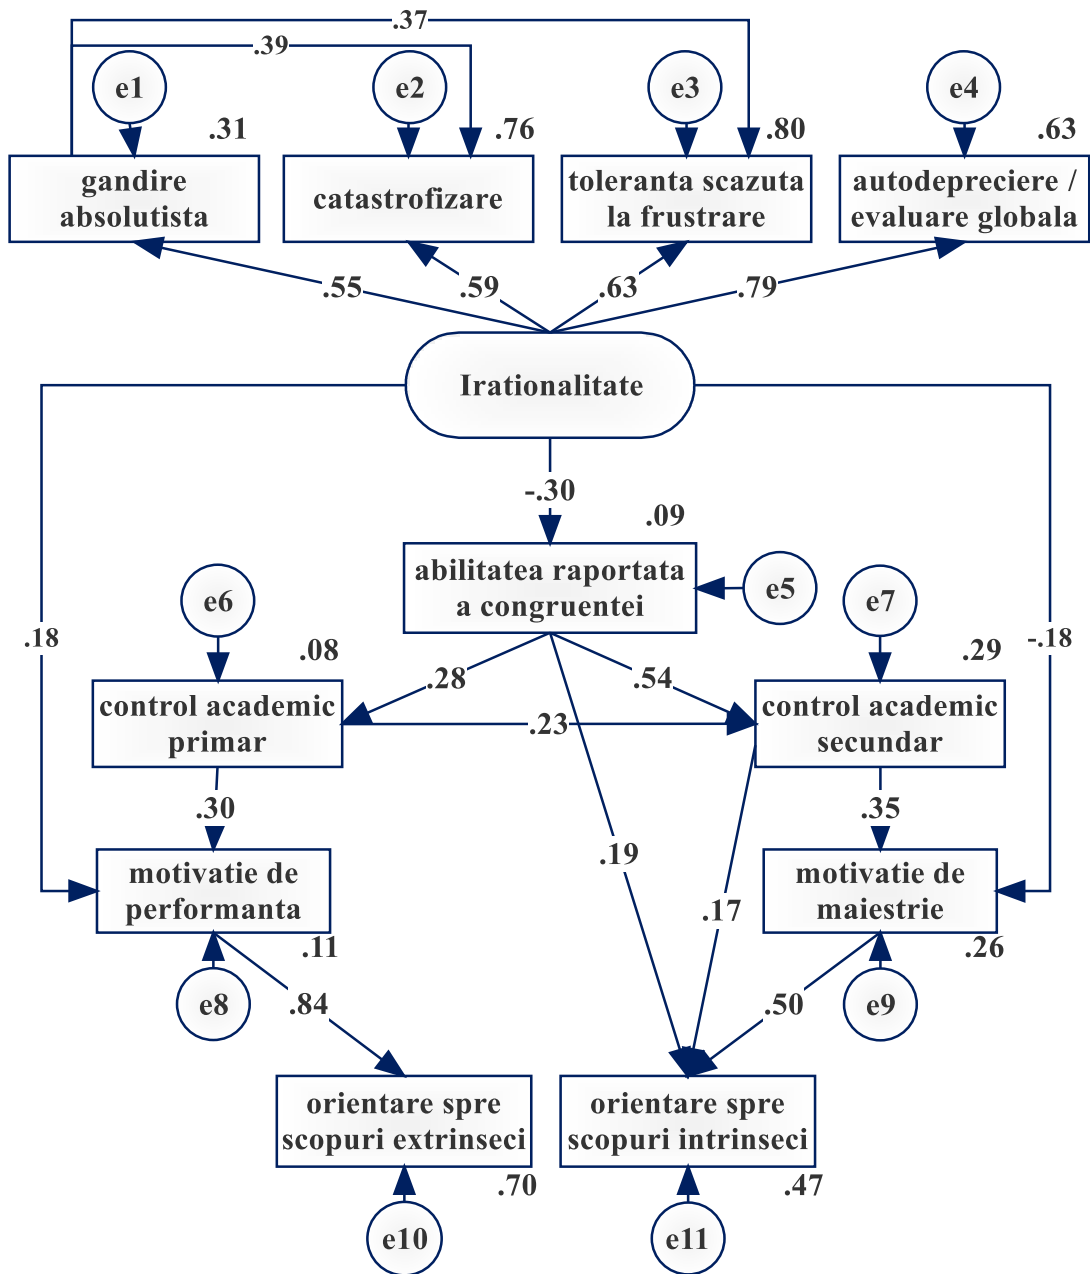 .37
.39
e1
e2
e3
e4
.31
.76
.80
.63
gandire
absolutista
catastrofizare
toleranta scazuta
la frustrare
autodepreciere /
evaluare globala
.55
.59
.63
.79
Irationalitate
-.30
.09
abilitatea raportata
a congruentei
e5
e6
e7
.18
-.18
.08
.29
.28
.54
control academic
primar
.23
control academic
secundar
.30
.35
.19
motivatie de
performanta
motivatie de
maiestrie
.17
.11
.26
e8
e9
.84
.50
orientare spre
scopuri extrinseci
orientare spre
scopuri intrinseci
.70
.47
e10
e11